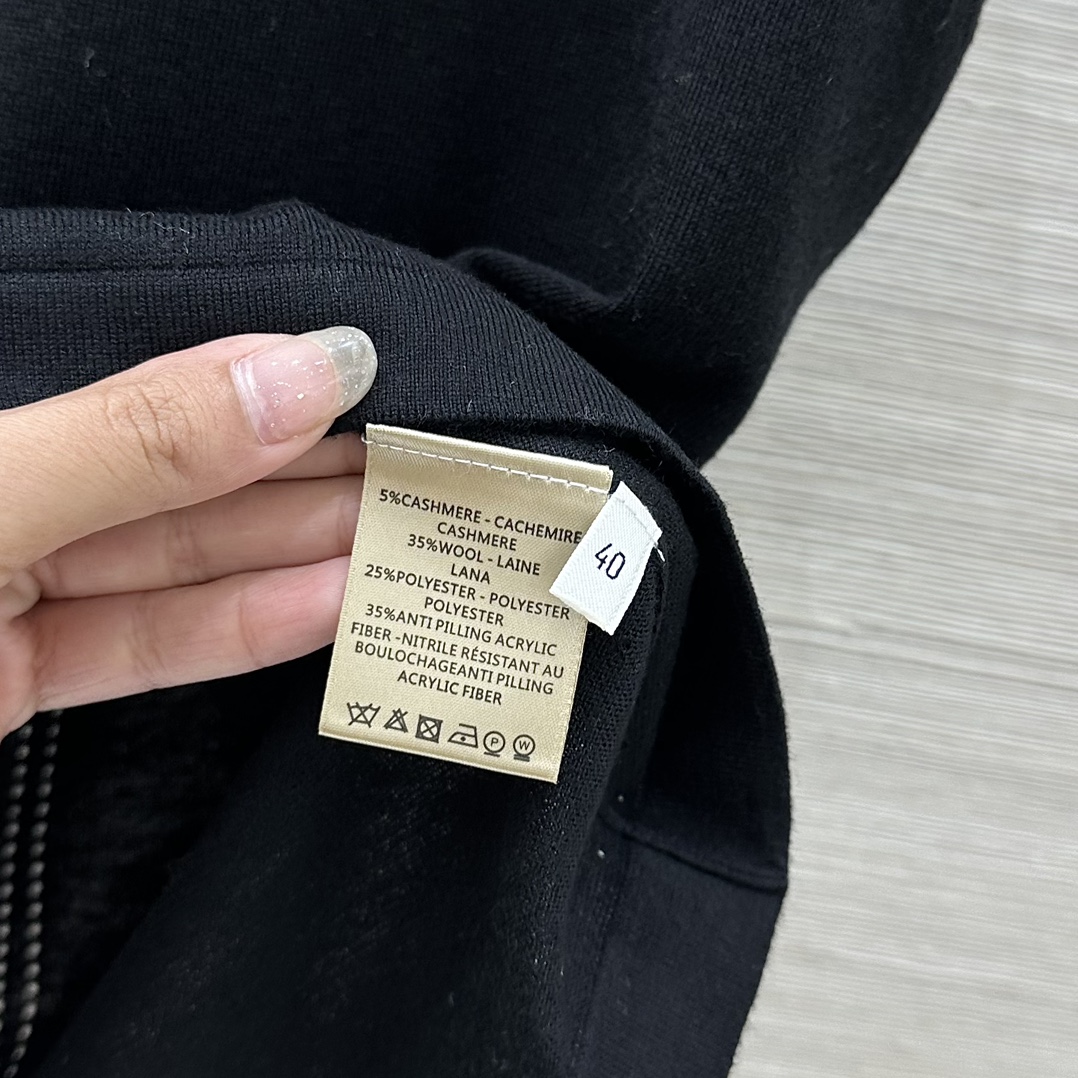 5%CASHMERE - CACHEMIRE
CASHMERE
35%WOOL - LAINE
LANA
25%POLYESTER - POLYESTER
POLYESTER
35%ANTI PILLING ACRYLIC
FIBER -NITRILE RÉSISTANT AU
BOULOCHAGEANTI PILLING
ACRYLIC FIBER
P W
40